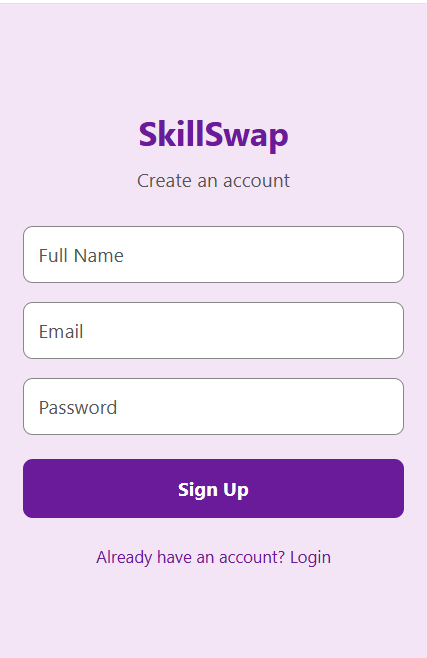 SkillSwap
Create an account
Full Name
Email
Password
Sign Up
Already have an account? Login